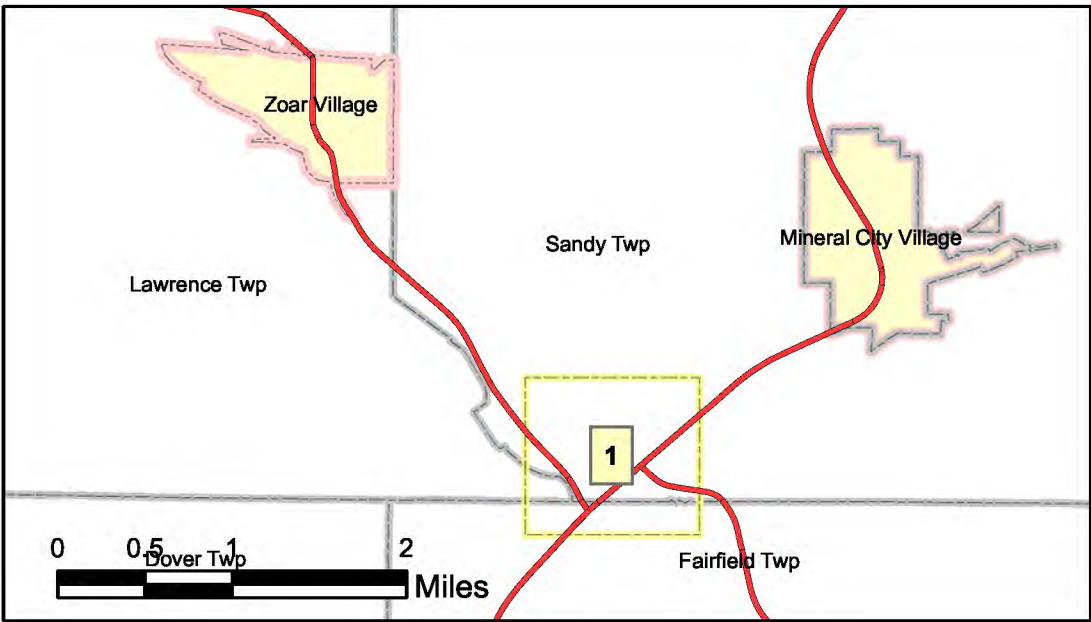 Zoar Village
Mineral City Village
Sandy Twp
Lawrence Twp
1
0 0.5 1 2
Miles
Dover Twp
Fairfield Twp